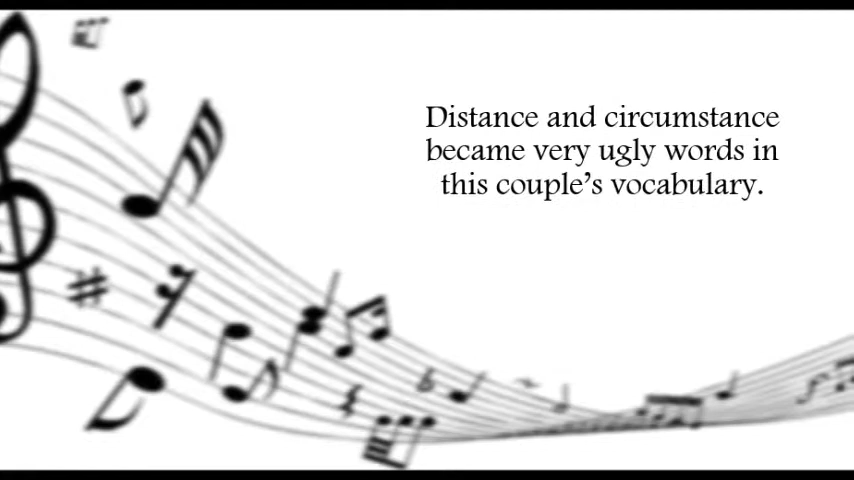 Distance and circumstance
became very ugly words in
this couple's vocabulary.